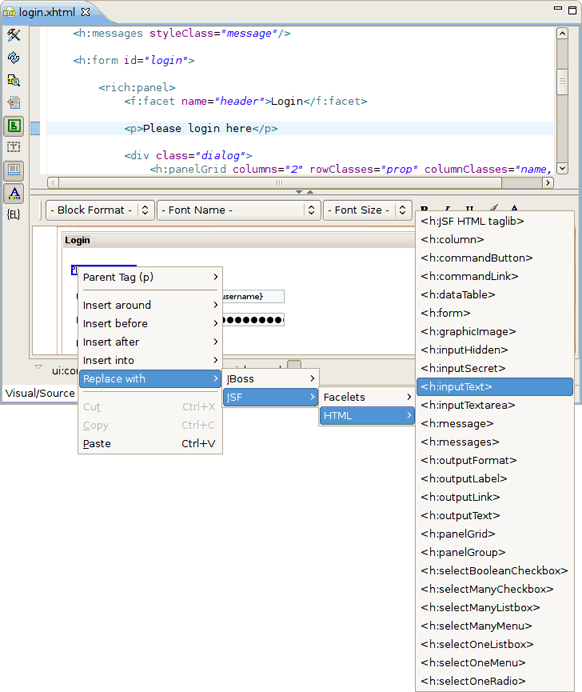 login.xhtml
<h:messages styleClass="message"/>
<h:form id="login">
<rich:panel>
<f:facet name="header">Login</f:facet>
<p>Please login here</p>
<div class="dialog">
<h:panelGrid columns="2" rowClasses="prop" columnClasses="name,
- Block Format -
- Font Name -
- Font Size -
B I U A
Login
Parent Tag (p)
Insert around
Insert before
Insert after
Insert into
Replace with
Cut Ctrl+X
Copy Ctrl+C
Paste Ctrl+V
username}
ui:co
Visual/Source
JBoss
JSF
Facelets
HTML
<h:JSF HTML taglib>
<h:column>
<h:commandButton>
<h:commandLink>
<h:dataTable>
<h:form>
<h:graphicImage>
<h:inputHidden>
<h:inputSecret>
<h:inputText>
<h:inputTextarea>
<h:message>
<h:messages>
<h:outputFormat>
<h:outputLabel>
<h:outputLink>
<h:outputText>
<h:panelGrid>
<h:panelGroup>
<h:selectBooleanCheckbox>
<h:selectManyCheckbox>
<h:selectManyListbox>
<h:selectManyMenu>
<h:selectOneListbox>
<h:selectOneMenu>
<h:selectOneRadio>